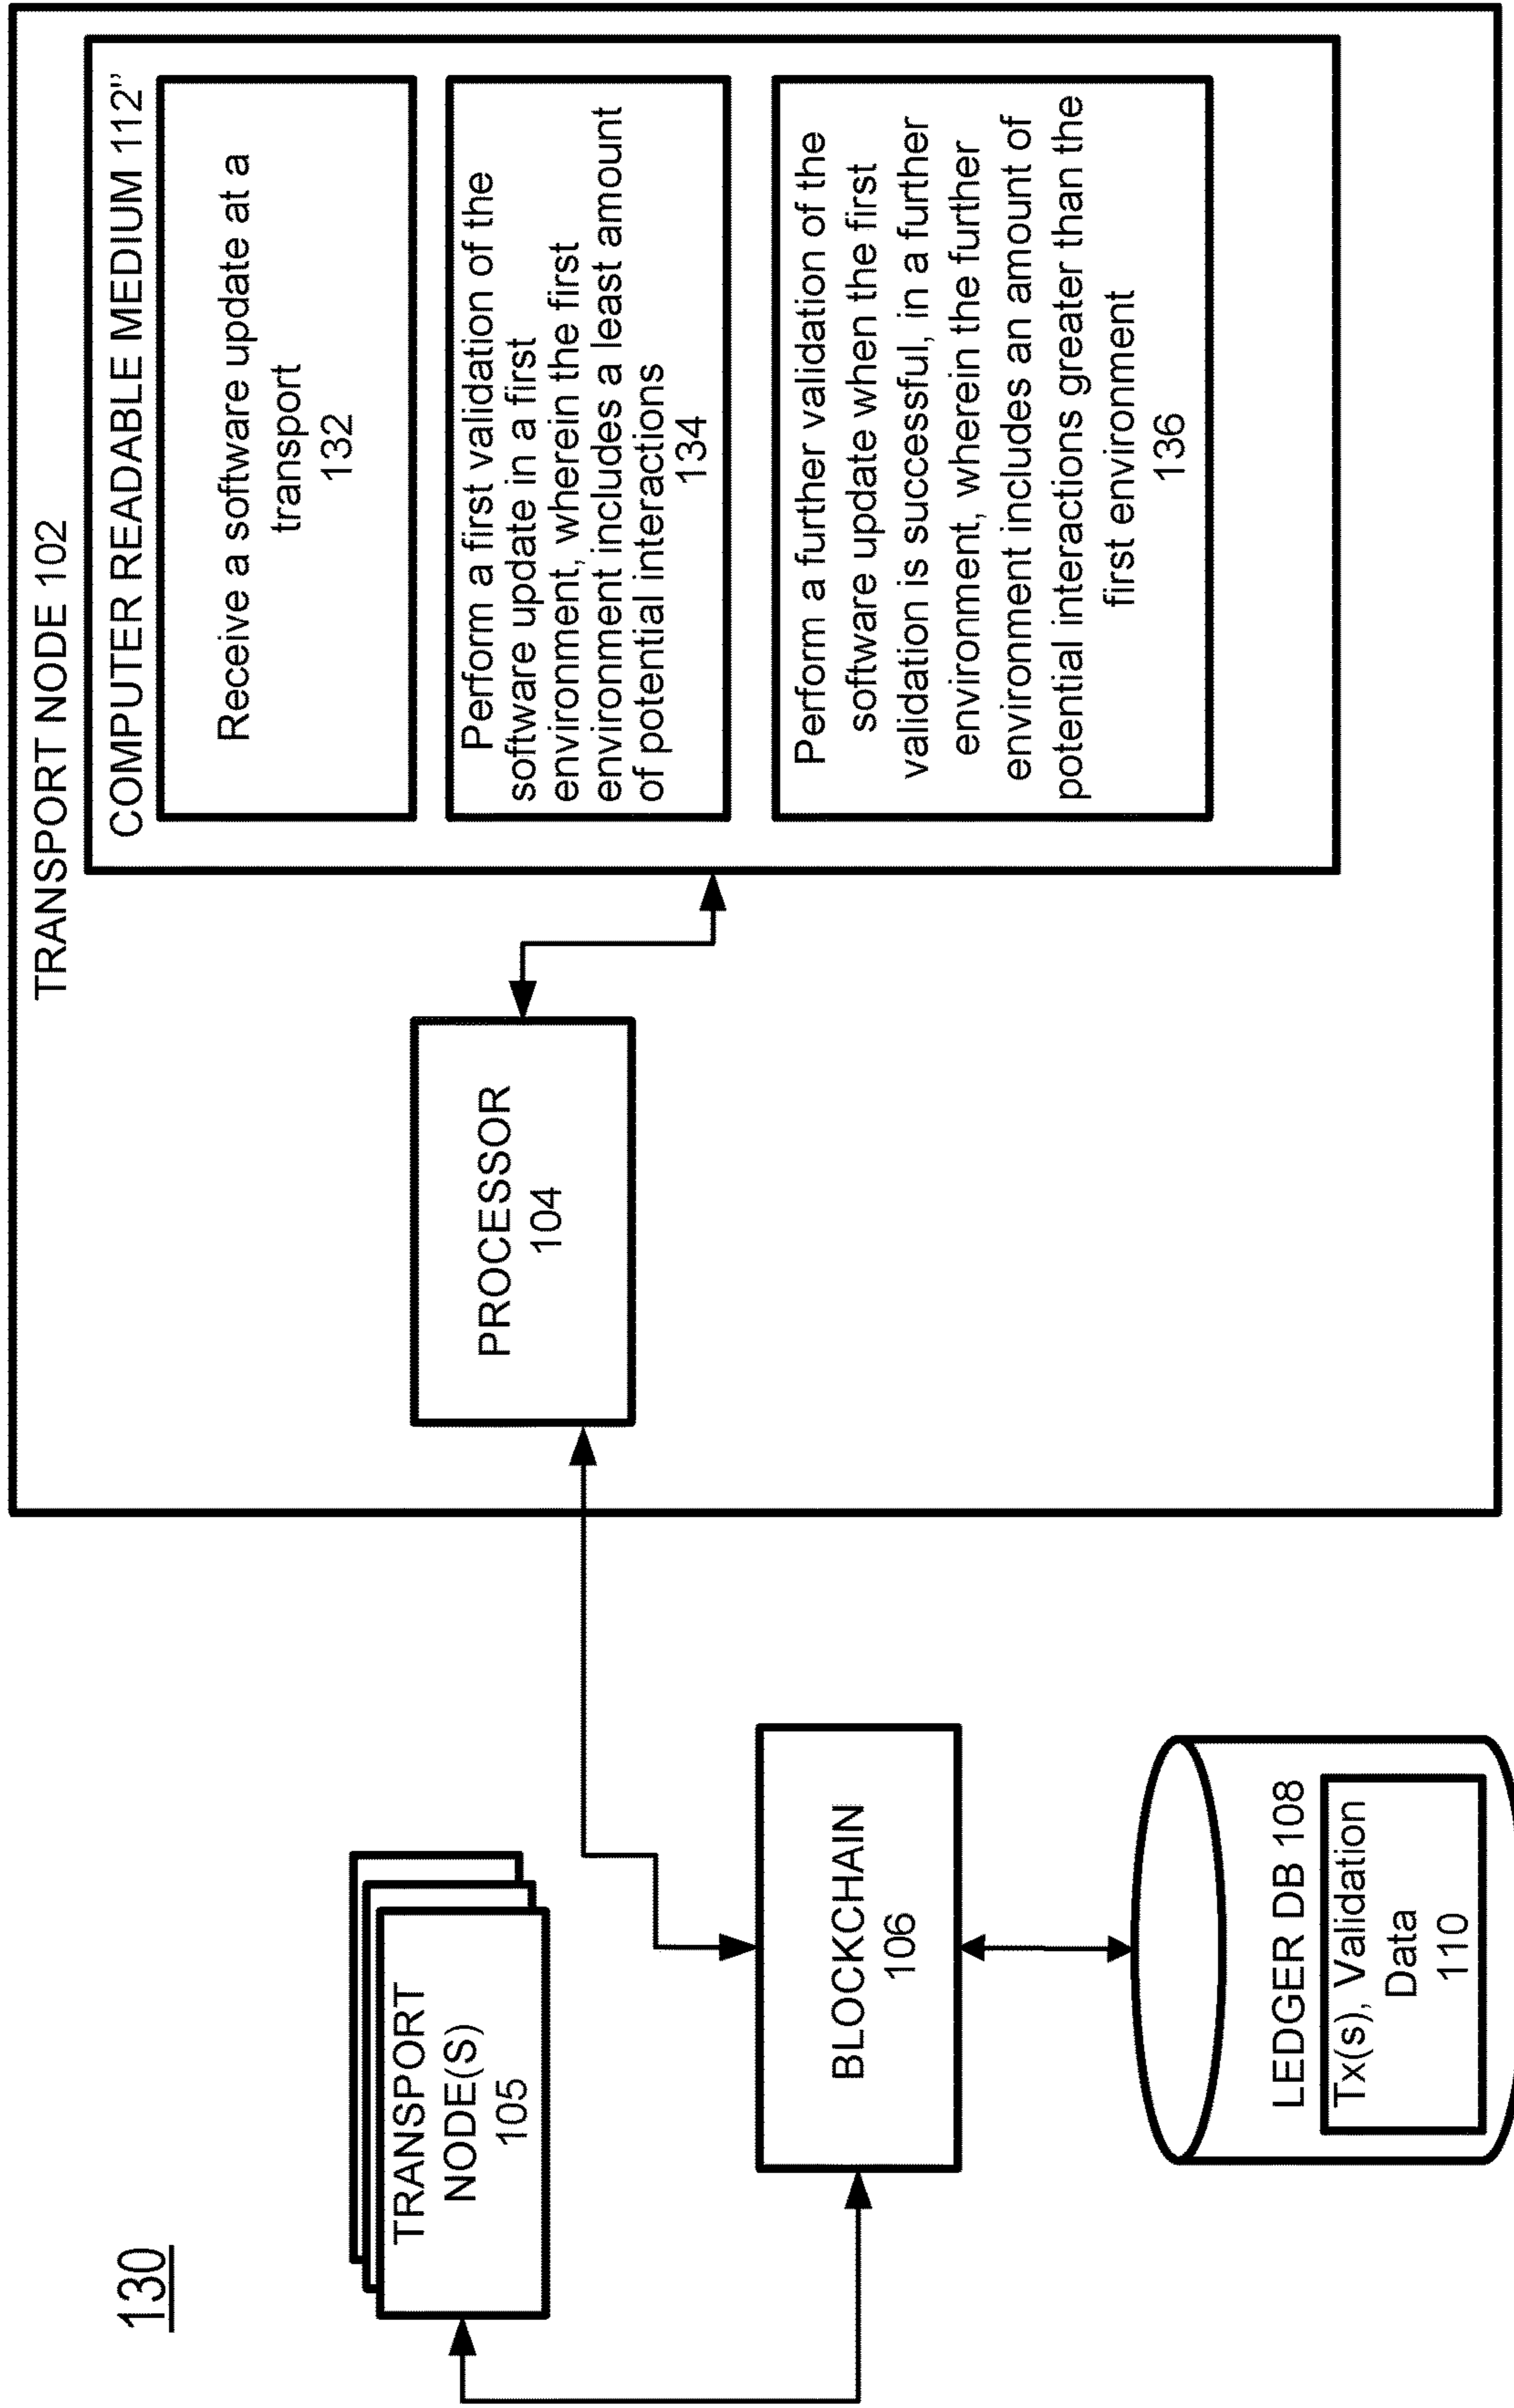 130
TRANSPORT
NODE(S)
105
BLOCKCHAIN
106
LEDGER DB 108
Tx(s), Validation
Data
110
TRANSPORT NODE 102
PROCESSOR
104
COMPUTER READABLE MEDIUM 112"
Receive a software update at a
transport
132
Perform a first validation of the
software update in a first
environment, wherein the first
environment includes a least amount
of potential interactions
134
Perform a further validation of the
software update when the first
validation is successful, in a further
environment, wherein the further
environment includes an amount of
potential interactions greater than the
first environment
136